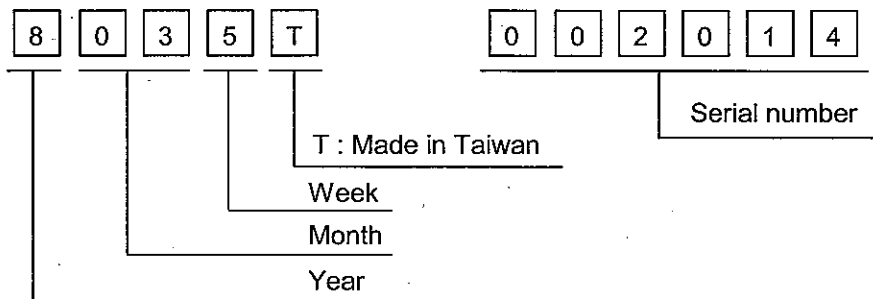 8 0 3 5 T 0 0 2 0 1 4
Serial number
T : Made in Taiwan
Week
Month
Year